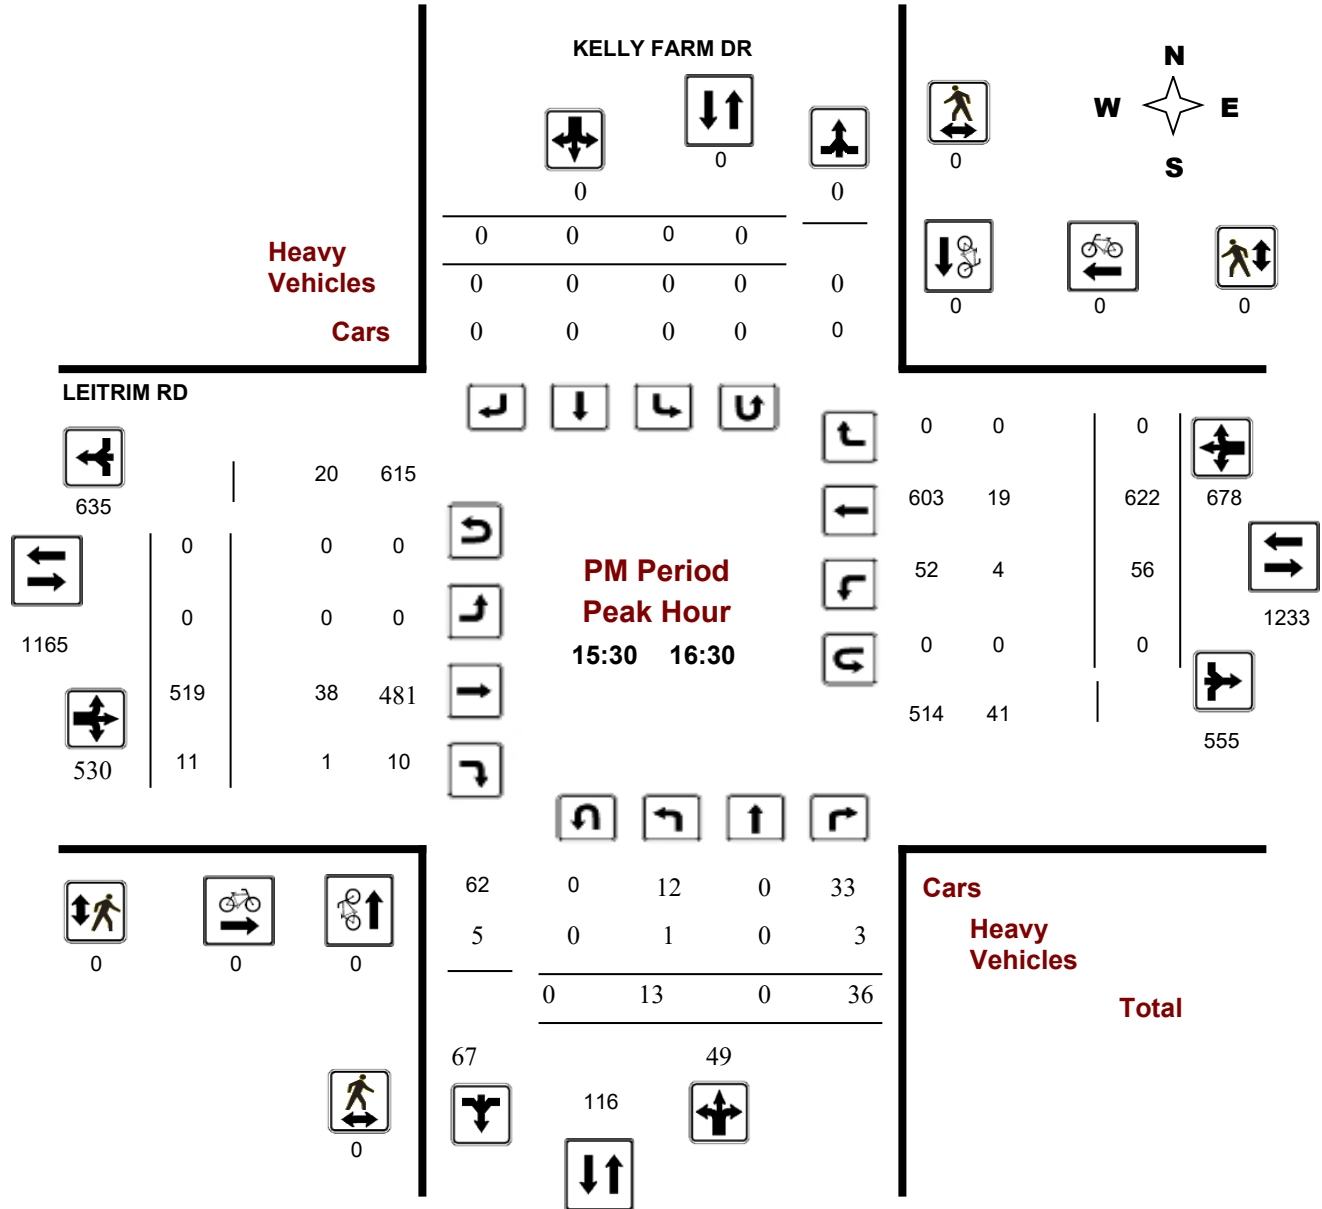 KELLY FARM DR
N
W E
S
0
0
0 0
0
0 0 0 0
Heavy
Vehicles
0 0 0 0 0
Cars
0 0 0 0 0
0 0 0
LEITRIM RD
635
20 615
0 0 0
0 0 0
1165
519 38 481
530
11 1 10
PM Period
Peak Hour
15:30 16:30
0 0 0
603 19 622 678
52 4 56
1233
0 0 0
514 41
555
62 0 12 0 33
Cars
5 0 1 0 3
Heavy
Vehicles
0 13 0 36
Total
0 0 0
67 49
116
0